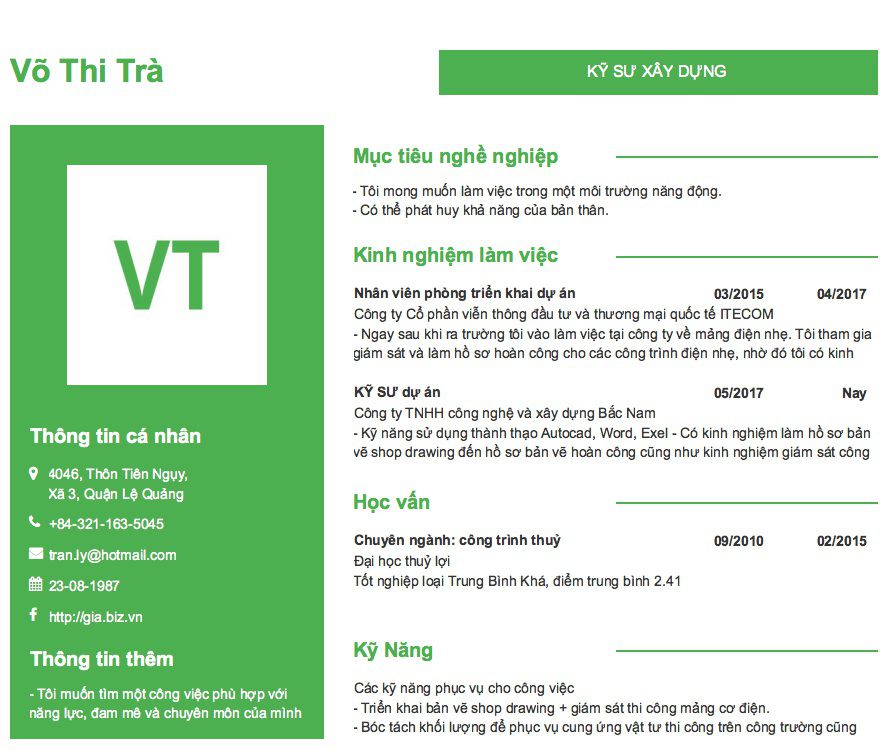 Võ Thi Trà
KỸ SƯ XÂY DỰNG
VT
Thông tin cá nhân
4046, Thôn Tiên Ngụy,
Xã 3, Quận Lệ Quảng
+84-321-163-5045
tran.ly@hotmail.com
23-08-1987
http://gia.biz.vn
Thông tin thêm
- Tôi muốn tìm một công việc phù hợp với
năng lực, đam mê và chuyên môn của mình
Mục tiêu nghề nghiệp
- Tôi mong muốn làm việc trong một môi trường năng động.
- Có thể phát huy khả năng của bản thân.
Kinh nghiệm làm việc
Nhân viên phòng triển khai dự án 03/2015 04/2017
Công ty Cổ phần viễn thông đầu tư và thương mại quốc tế ITECOM
- Ngay sau khi ra trường tôi vào làm việc tại công ty về mảng điện nhẹ. Tôi tham gia
giám sát và làm hồ sơ hoàn công cho các công trình điện nhẹ, nhờ đó tôi có kinh
KỸ SƯ dự án 05/2017 Nay
Công ty TNHH công nghệ và xây dựng Bắc Nam
- Kỹ năng sử dụng thành thạo Autocad, Word, Exel - Có kinh nghiệm làm hồ sơ bản
vẽ shop drawing đến hồ sơ bản vẽ hoàn công cũng như kinh nghiệm giám sát công
Học vấn
Chuyên ngành: công trình thuỷ 09/2010 02/2015
Đại học thuỷ lợi
Tốt nghiệp loại Trung Bình Khá, điểm trung bình 2.41
Kỹ Năng
Các kỹ năng phục vụ cho công việc
- Triển khai bản vẽ shop drawing + giám sát thi công mảng cơ điện.
- Bóc tách khối lượng để phục vụ cung ứng vật tư thi công trên công trường cũng